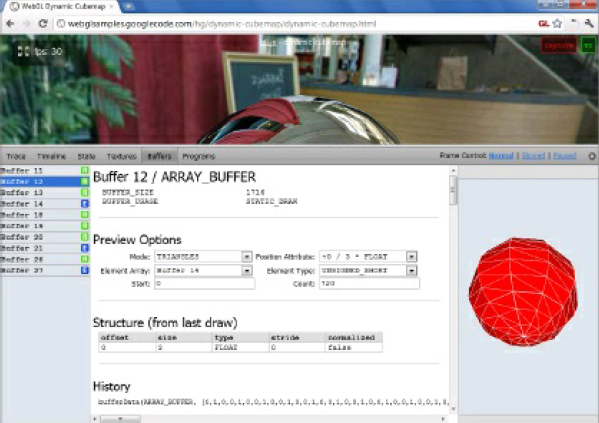 WebGL Dynamic Cubemap
webglsamples.googlecode.com/hg/dynamic-cubemap/dynamic-cubemap.html
GL
fps: 30
capture
Trace Timeline State Textures Buffers Programs
Frame Control: Normal | Slowed | Paused
Buffer 11
Buffer 12
Buffer 13
Buffer 14
Buffer 18
Buffer 19
Buffer 20
Buffer 21
Buffer 26
Buffer 27
Buffer 12 / ARRAY_BUFFER
BUFFER_SIZE 1716
BUFFER_USAGE STATIC_DRAW
Preview Options
Mode: TRIANGLES Position Attribute: +0 / 3 * FLOAT
Element Array: Buffer 14 Element Type: UNSIGNED_SHORT
Start: 0 Count: 720
Structure (from last draw)
offset size type stride normalized
0 3 FLOAT 0 false
History
bufferData(ARRAY_BUFFER,